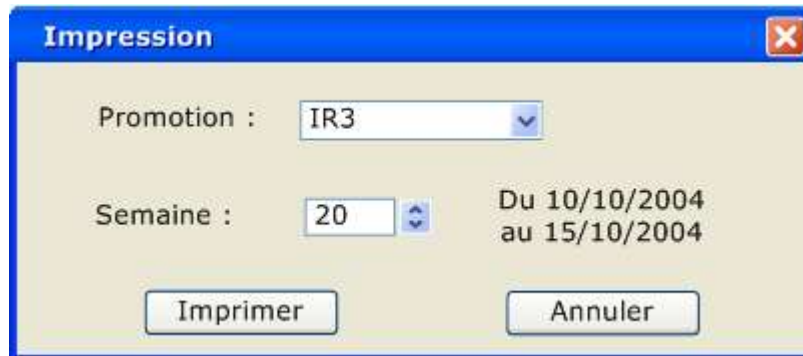 Impression
Promotion : IR3
Semaine : 20
Du 10/10/2004
au 15/10/2004
Imprimer Annuler